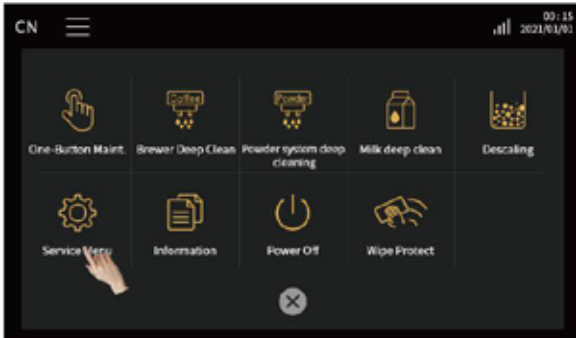 CN
00:15
2021/03/01
Coffee
Powder
One-Button Maint.
Brewer Deep Clean
Powder system deep
cleaning
Milk deep clean
Descaling
Service Menu
Information
Power Off
Wipe Protect